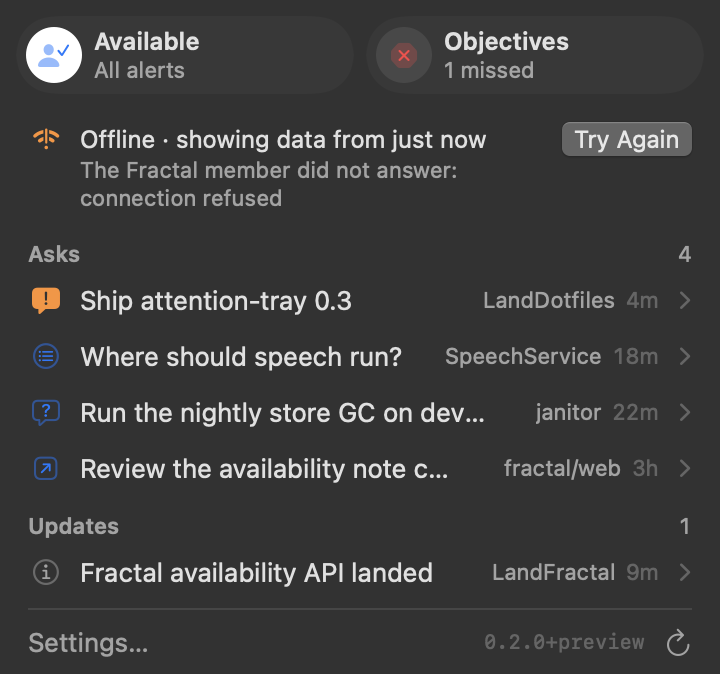 Available
All alerts
Objectives
1 missed
Offline · showing data from just now
Try Again
The Fractal member did not answer:
connection refused
Asks 4
Ship attention-tray 0.3 LandDotfiles 4m
Where should speech run? SpeechService 18m
Run the nightly store GC on dev... janitor 22m
Review the availability note c... fractal/web 3h
Updates 1
Fractal availability API landed LandFractal 9m
Settings... 0.2.0+preview